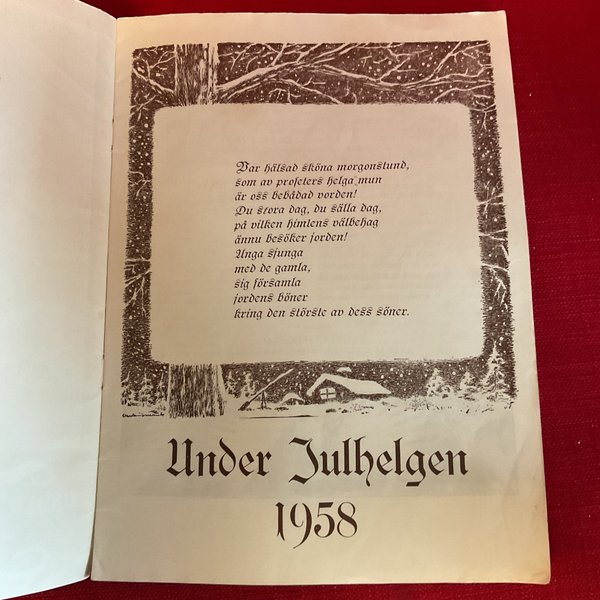 Var hälsad sköna morgonstund,
som av profeters helga mun
är oss bebådad vorden!
Du stora dag, du sälla dag,
på vilken himlens välbehag
ännu besöker jorden!
Unga sjunga
med de gamla,
sig församla
jordens böner
kring den störste av dess söner.
Under Julhelgen
1958